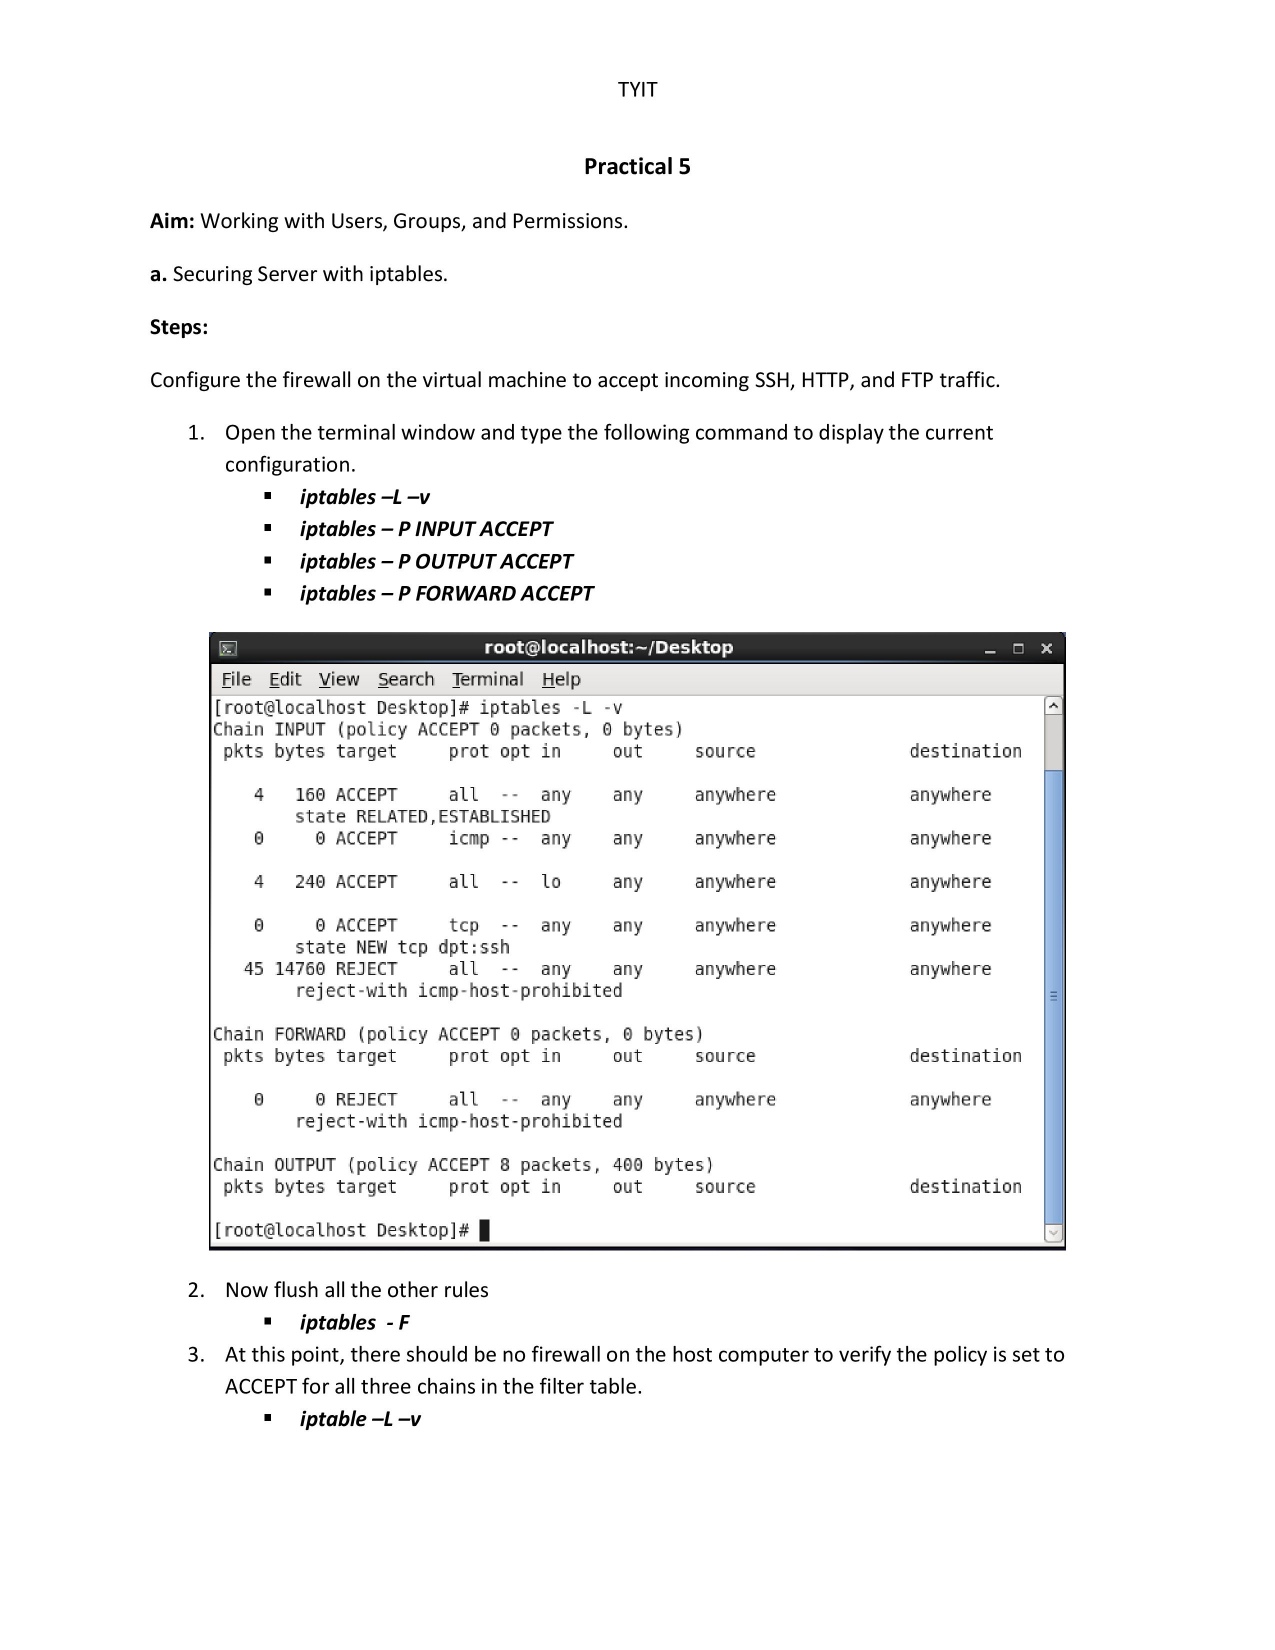 TYIT
Practical 5
Aim: Working with Users, Groups, and Permissions.
a. Securing Server with iptables.
Steps:
Configure the firewall on the virtual machine to accept incoming SSH, HTTP, and FTP traffic.
1. Open the terminal window and type the following command to display the current
configuration.
▪ iptables –L –v
▪ iptables – P INPUT ACCEPT
▪ iptables – P OUTPUT ACCEPT
▪ iptables – P FORWARD ACCEPT
root@localhost:~/Desktop
File Edit View Search Terminal Help
[root@localhost Desktop]# iptables -L -v
Chain INPUT (policy ACCEPT 0 packets, 0 bytes)
pkts bytes target prot opt in out source destination
4 160 ACCEPT all -- any any anywhere anywhere
state RELATED,ESTABLISHED
0 0 ACCEPT icmp -- any any anywhere anywhere
4 240 ACCEPT all -- lo any anywhere anywhere
0 0 ACCEPT tcp -- any any anywhere anywhere
state NEW tcp dpt:ssh
45 14760 REJECT all -- any any anywhere anywhere
reject-with icmp-host-prohibited
Chain FORWARD (policy ACCEPT 0 packets, 0 bytes)
pkts bytes target prot opt in out source destination
0 0 REJECT all -- any any anywhere anywhere
reject-with icmp-host-prohibited
Chain OUTPUT (policy ACCEPT 8 packets, 400 bytes)
pkts bytes target prot opt in out source destination
[root@localhost Desktop]#
2. Now flush all the other rules
▪ iptables - F
3. At this point, there should be no firewall on the host computer to verify the policy is set to
ACCEPT for all three chains in the filter table.
▪ iptable –L –v